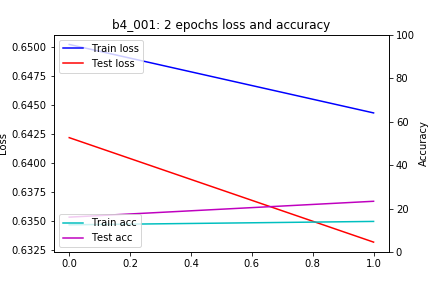 b4_001: 2 epochs loss and accuracy
0.6500
0.6475
0.6450
0.6425
0.6400
0.6375
0.6350
0.6325
Loss
Train loss
Test loss
Train acc
Test acc
100
80
60
40
20
0
Accuracy
0.0 0.2 0.4 0.6 0.8 1.0